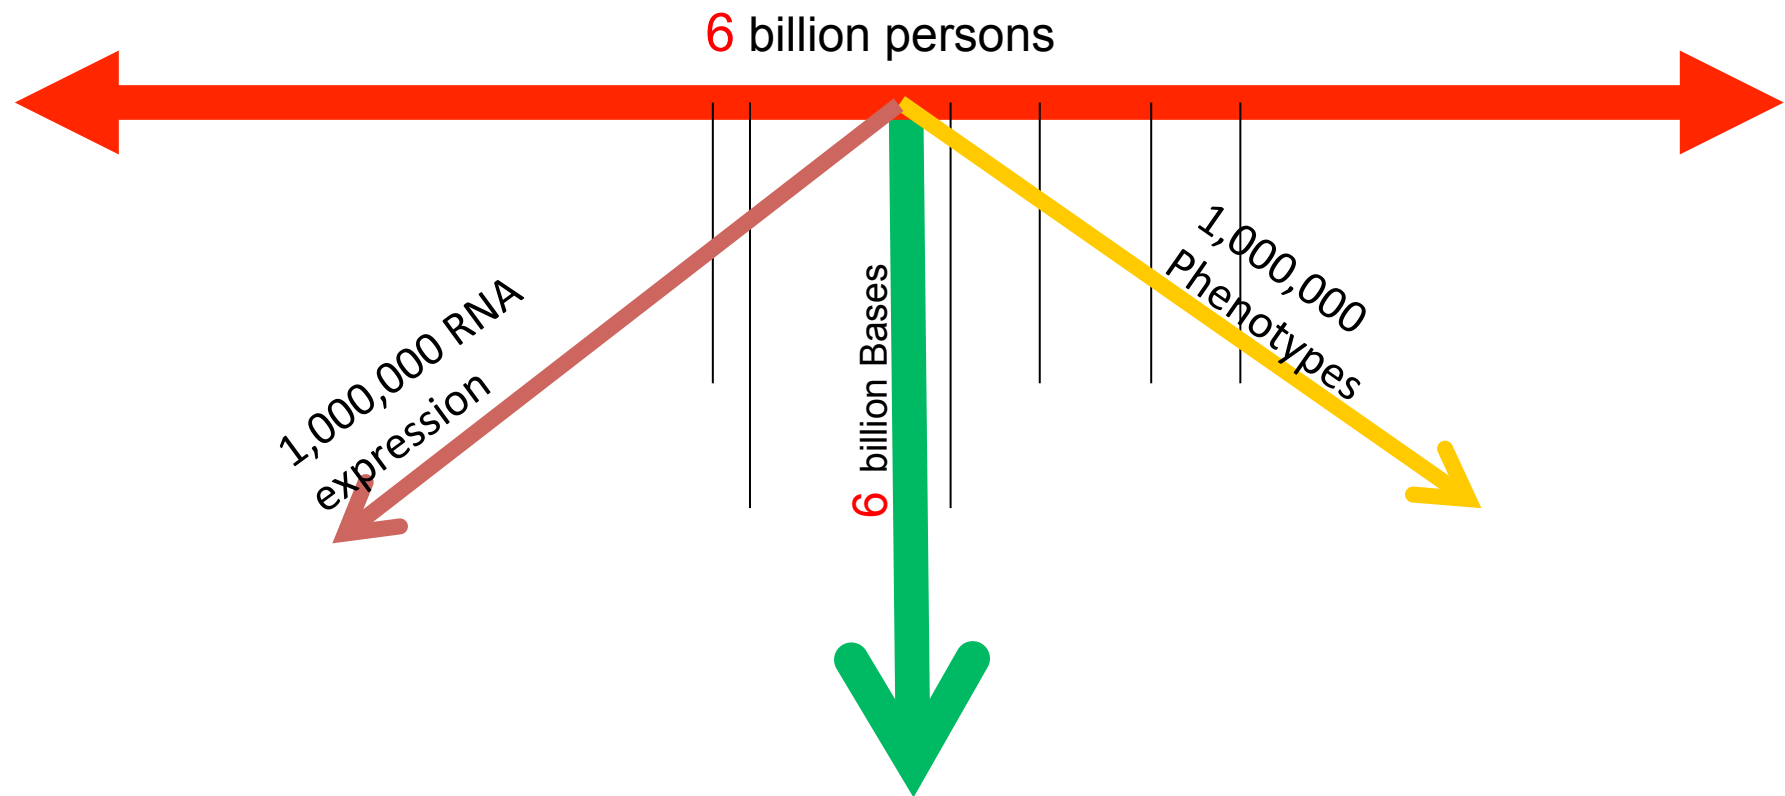 6 billion persons
1,000,000 RNA
expression
6 billion Bases
1,000,000
Phenotypes